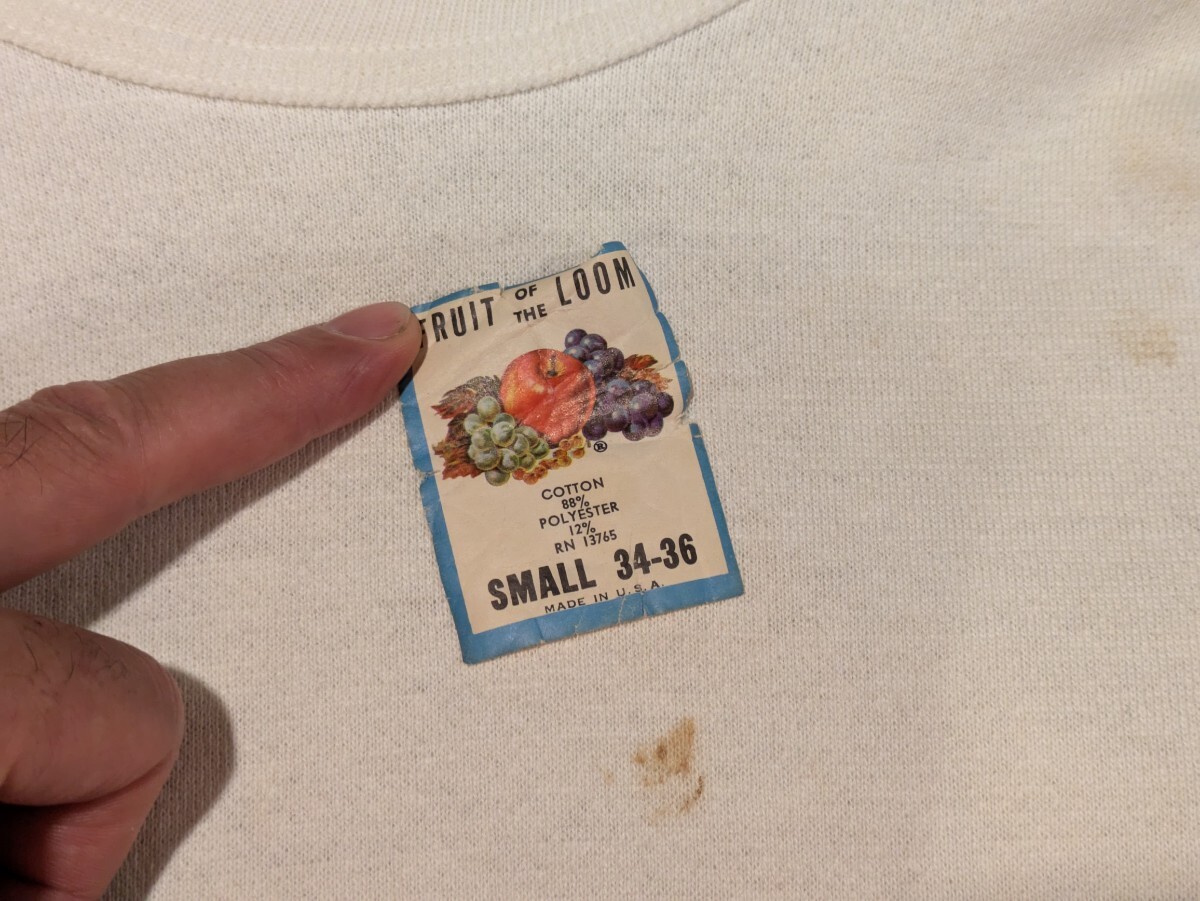 FRUIT OF THE LOOM
®
COTTON
88%
POLYESTER
12%
RN 13765
SMALL 34-36
MADE IN U.S.A.